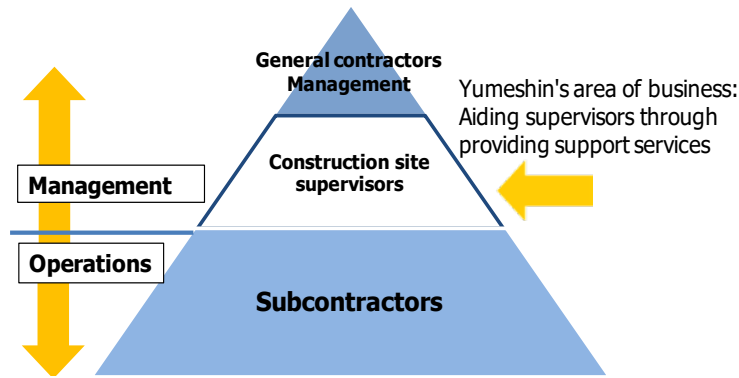 General contractors
Management
Yumeshin's area of business:
Aiding supervisors through
providing support services
Construction site
supervisors
Management
Operations
Subcontractors